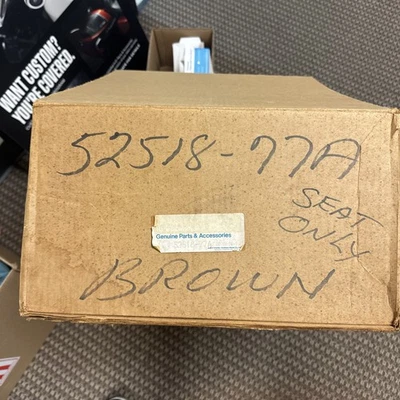 WANT CUSTOM?
YOU'RE COVERED.
52518-77A
SEAT
ONLY
Genuine Parts & Accessories
BROWN